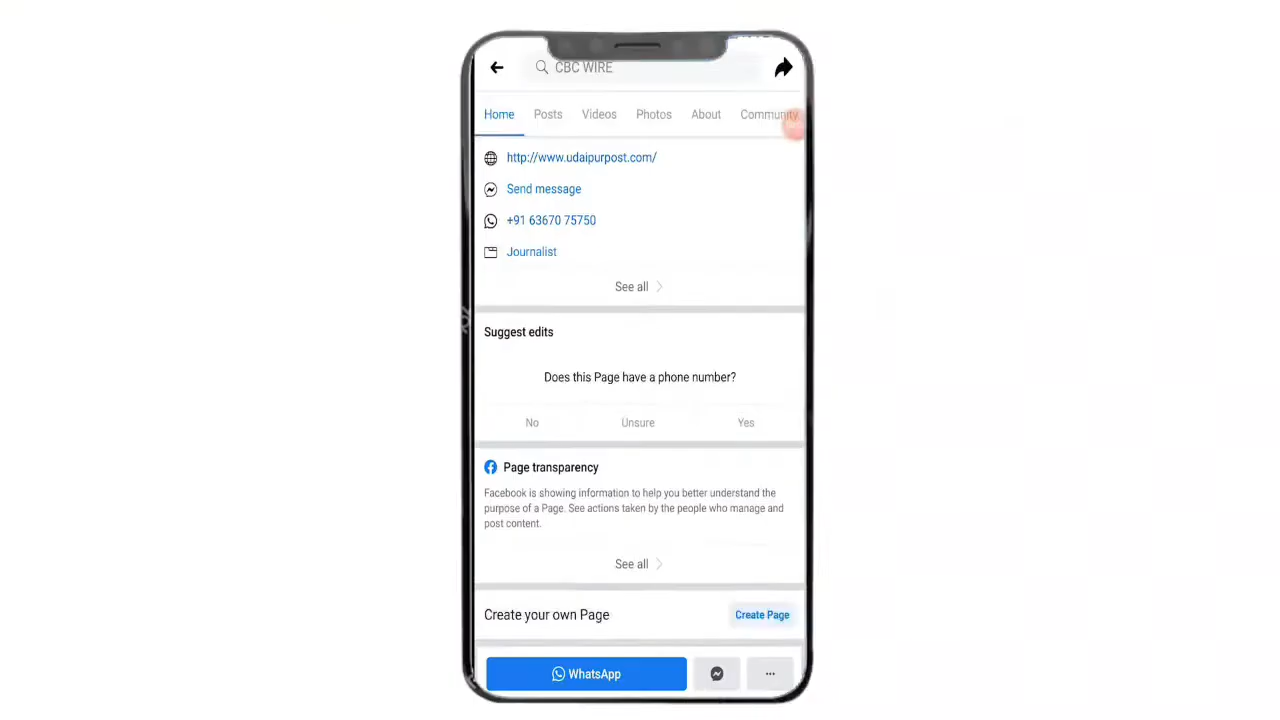 CBC WIRE
Home Posts Videos Photos About Community
http://www.udaipurpost.com/
Send message
+91 63670 75750
Journalist
See all
Suggest edits
Does this Page have a phone number?
No Unsure Yes
Page transparency
Facebook is showing information to help you better understand the
purpose of a Page. See actions taken by the people who manage and
post content.
See all
Create your own Page Create Page
WhatsApp